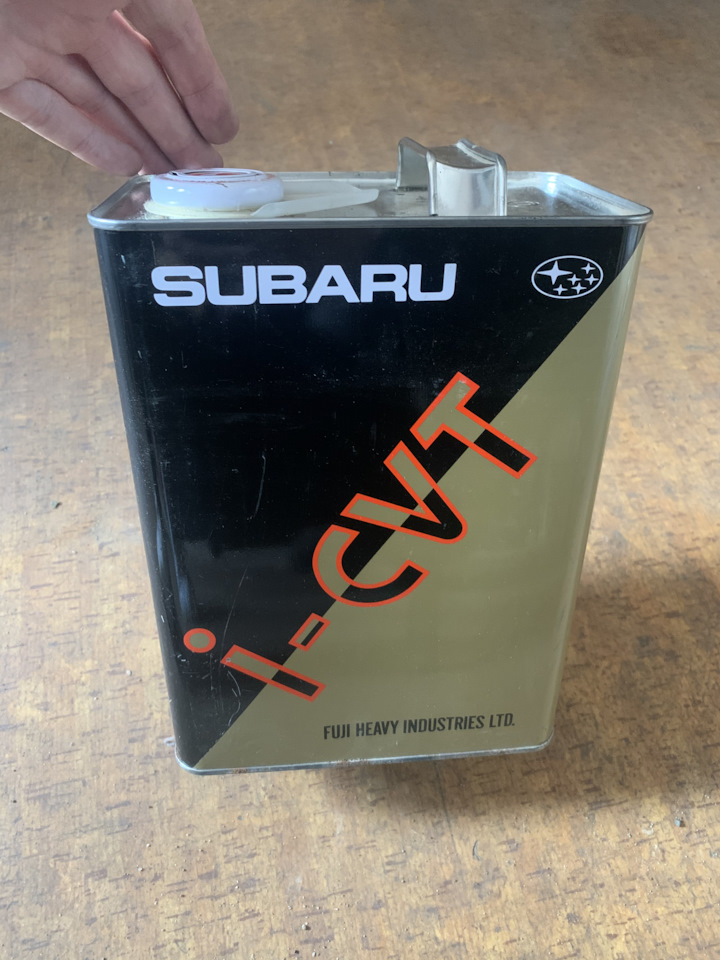 SUBARU
i-CVT
FUJI HEAVY INDUSTRIES LTD.